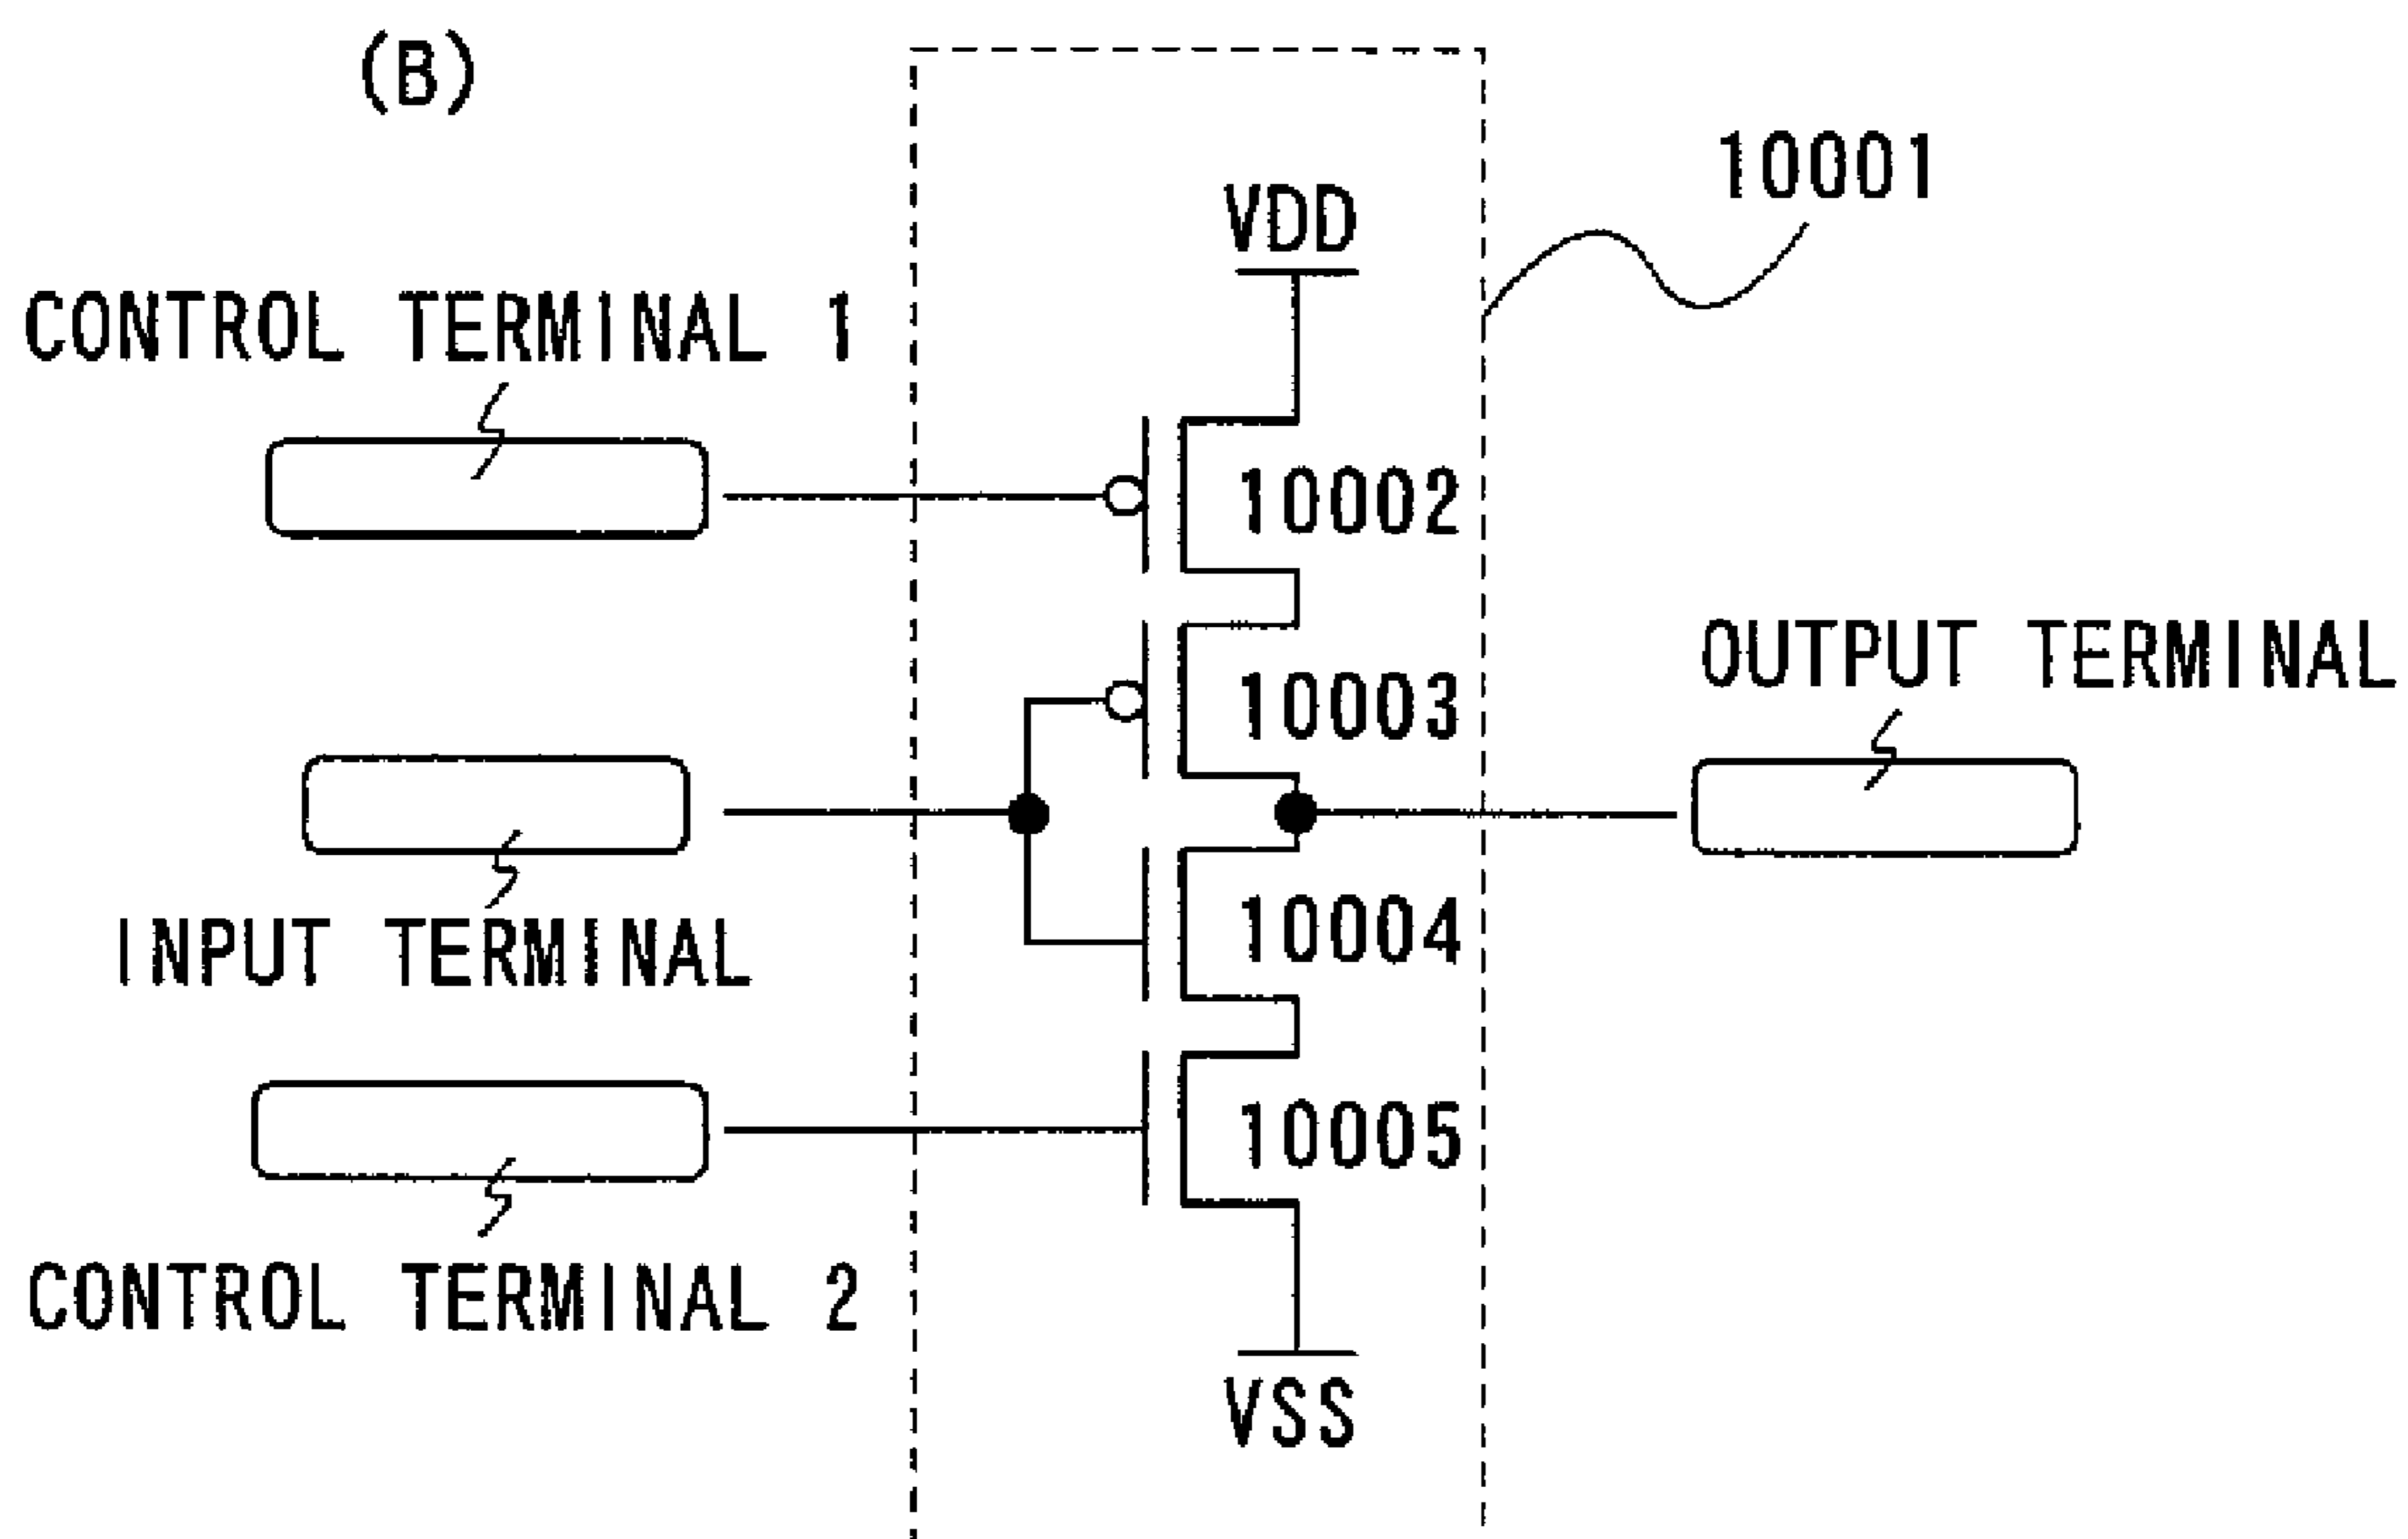 (B)
10001
VDD
CONTROL TERMINAL 1
10002
OUTPUT TERMINAL
10003
10004
INPUT TERMINAL
10005
CONTROL TERMINAL 2
VSS